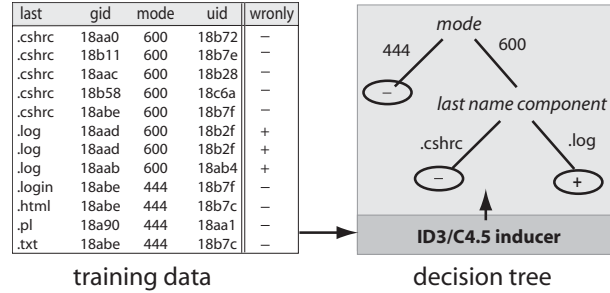 last gid mode uid wronly
.cshrc 18aa0 600 18b72 −
.cshrc 18b11 600 18b7e −
.cshrc 18aac 600 18b28 −
.cshrc 18b58 600 18c6a −
.cshrc 18abe 600 18b7f −
.log 18aad 600 18b2f +
.log 18aad 600 18b2f +
.log 18aab 600 18ab4 +
.login 18abe 444 18b7f −
.html 18abe 444 18b7c −
.pl 18a90 444 18aa1 −
.txt 18abe 444 18b7c −
training data
mode
444 600
−
last name component
.cshrc .log
− +
ID3/C4.5 inducer
decision tree